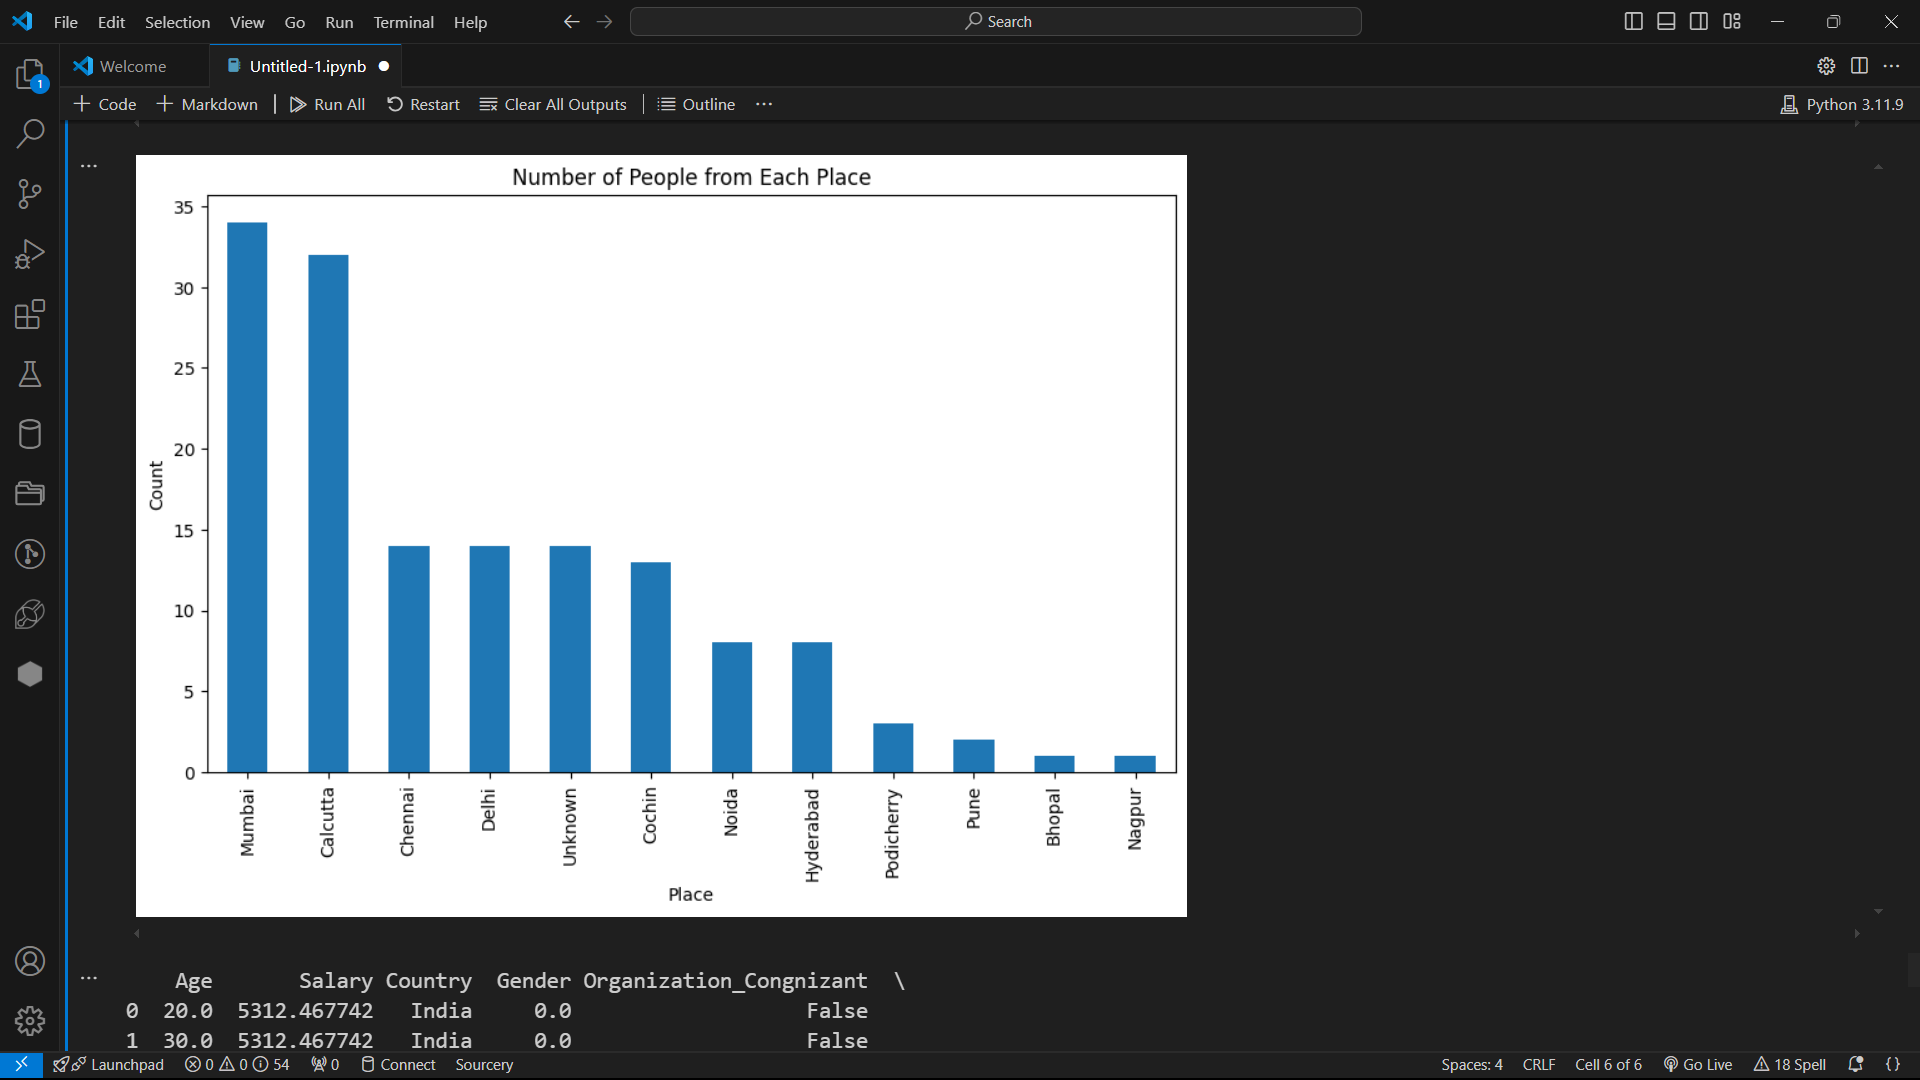 File Edit Selection View Go Run Terminal Help Search
1
Welcome Untitled-1.ipynb
Code Markdown Run All Restart Clear All Outputs Outline ... Python 3.11.9
Number of People from Each Place
35
30
25
20
15
10
5
0
Count
Mumbai Calcutta Chennai Delhi Unknown Cochin Noida Hyderabad Podicherry Pune Bhopal Nagpur
Place
Age Salary Country Gender Organization_Congnizant \
0 20.0 5312.467742 India 0.0 False
1 30.0 5312.467742 India 0.0 False
Launchpad 0 0 54 0 Connect Sourcery Spaces: 4 CRLF Cell 6 of 6 Go Live 18 Spell {}